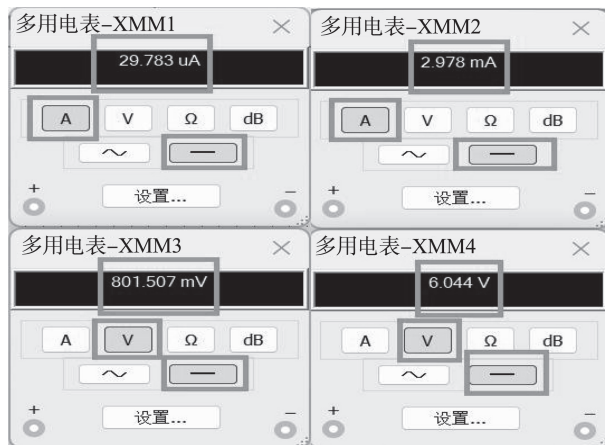 多用电表-XMM1 ×
29.783 uA
A V Ω dB
~ —
+ 设置... −
多用电表-XMM2 ×
2.978 mA
A V Ω dB
~ —
+ 设置... −
多用电表-XMM3 ×
801.507 mV
A V Ω dB
~ —
+ 设置... −
多用电表-XMM4 ×
6.044 V
A V Ω dB
~ —
+ 设置... −